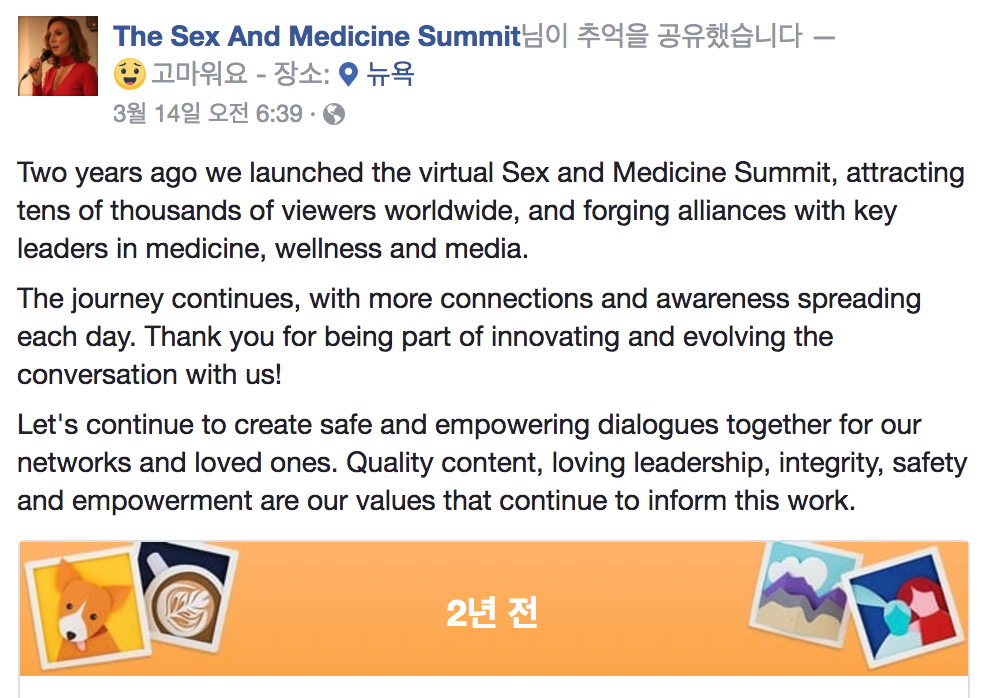 The Sex And Medicine Summit님이 추억을 공유했습니다 —
고마워요 - 장소: 뉴욕
3월 14일 오전 6:39 ·
Two years ago we launched the virtual Sex and Medicine Summit, attracting
tens of thousands of viewers worldwide, and forging alliances with key
leaders in medicine, wellness and media.
The journey continues, with more connections and awareness spreading
each day. Thank you for being part of innovating and evolving the
conversation with us!
Let's continue to create safe and empowering dialogues together for our
networks and loved ones. Quality content, loving leadership, integrity, safety
and empowerment are our values that continue to inform this work.
2년 전